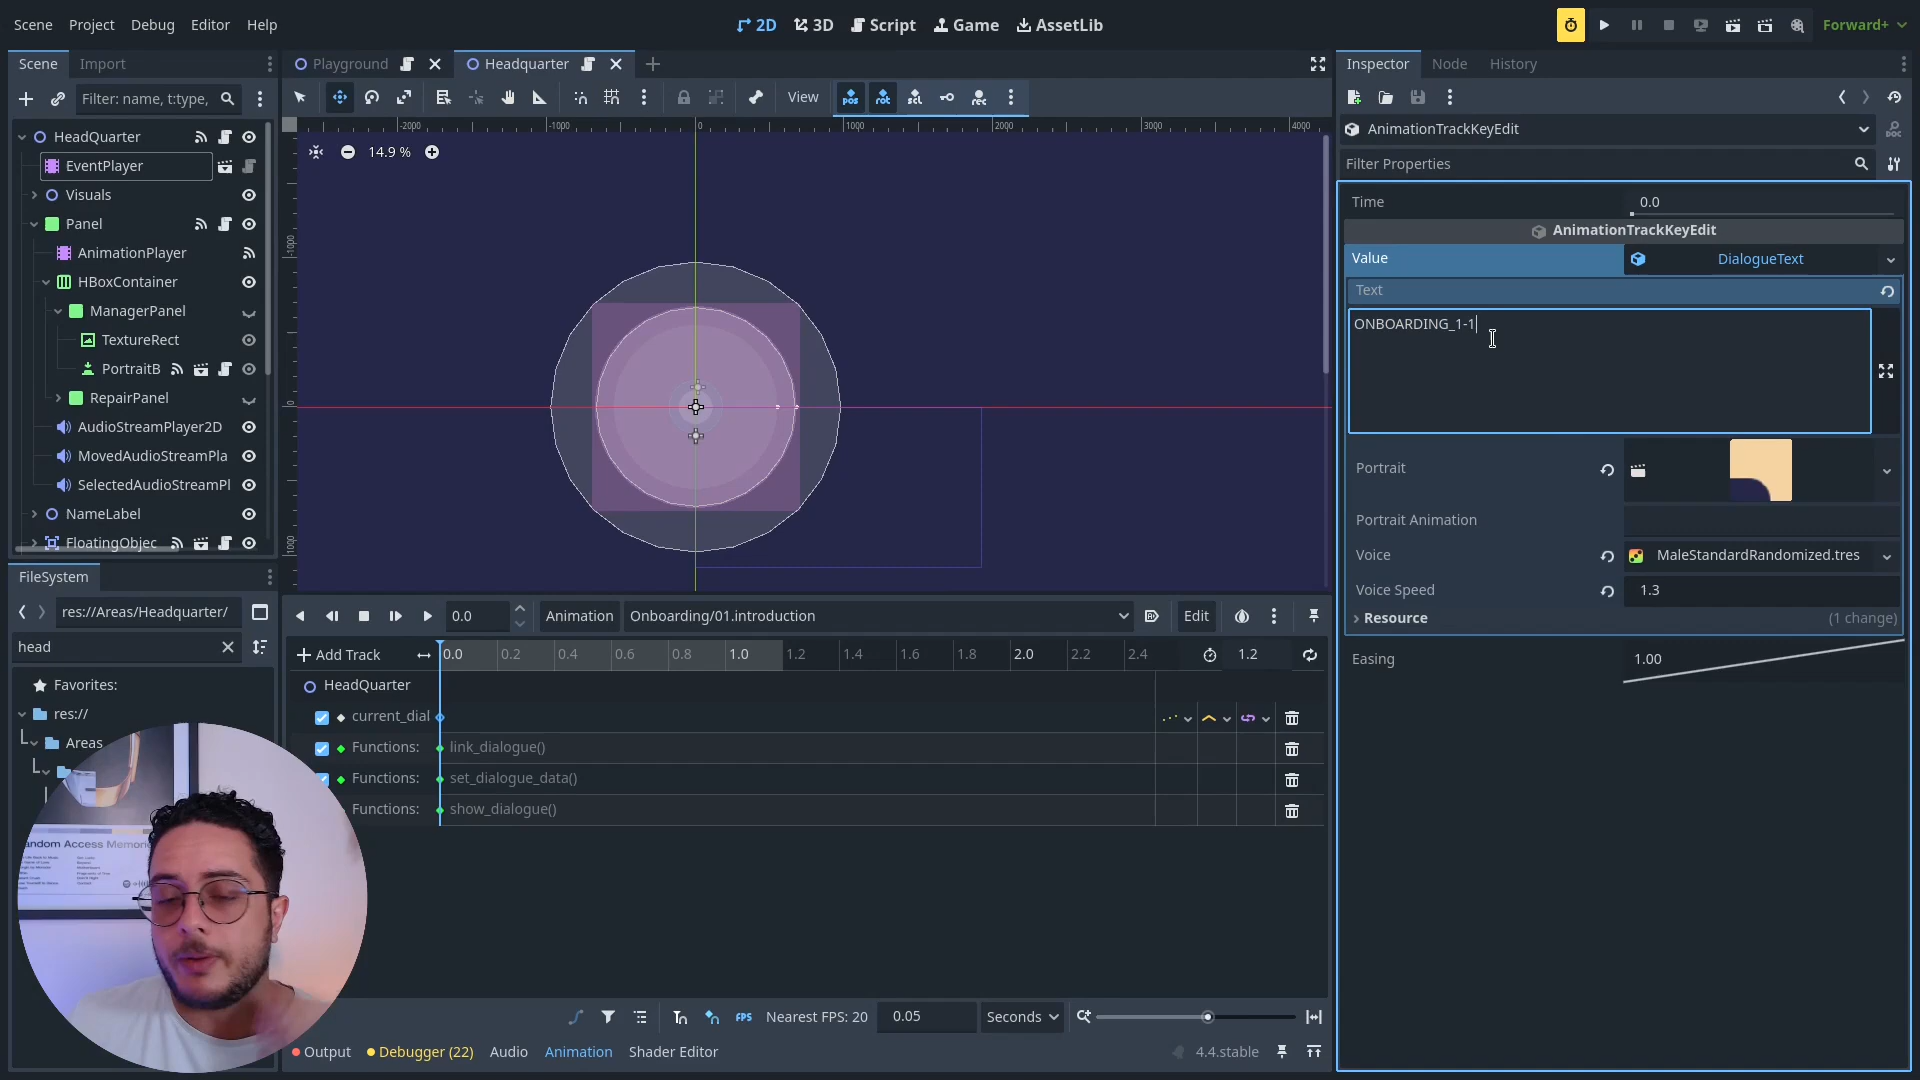 Scene Project Debug Editor Help
2D 3D Script Game AssetLib
Forward+
Scene Import
Playground Headquarter
Inspector Node History
Filter: name, t:type,
View
-2000 -1000 0 1000 2000 3000 4000
AnimationTrackKeyEdit
DOC
HeadQuarter
14.9 %
Filter Properties
EventPlayer
Visuals
Time 0.0
Panel
AnimationTrackKeyEdit
AnimationPlayer
Value DialogueText
HBoxContainer
Text
ManagerPanel
ONBOARDING_1-1
TextureRect
PortraitB
RepairPanel
AudioStreamPlayer2D
MovedAudioStreamPla
Portrait
SelectedAudioStreamPl
NameLabel
Portrait Animation
FloatingObjec
Voice MaleStandardRandomized.tres
FileSystem
Voice Speed 1.3
res://Areas/Headquarter/
0.0 Animation Onboarding/01.introduction Edit
Resource (1 change)
head
Add Track 0.0 0.2 0.4 0.6 0.8 1.0 1.2 1.4 1.6 1.8 2.0 2.2 2.4 1.2
Easing 1.00
Favorites:
HeadQuarter
res://
current_dial
Areas
Functions: link_dialogue()
Functions: set_dialogue_data()
Functions: show_dialogue()
andom Access Memorie
FPS Nearest FPS: 20 0.05 Seconds
Output Debugger (22) Audio Animation Shader Editor
4.4.stable